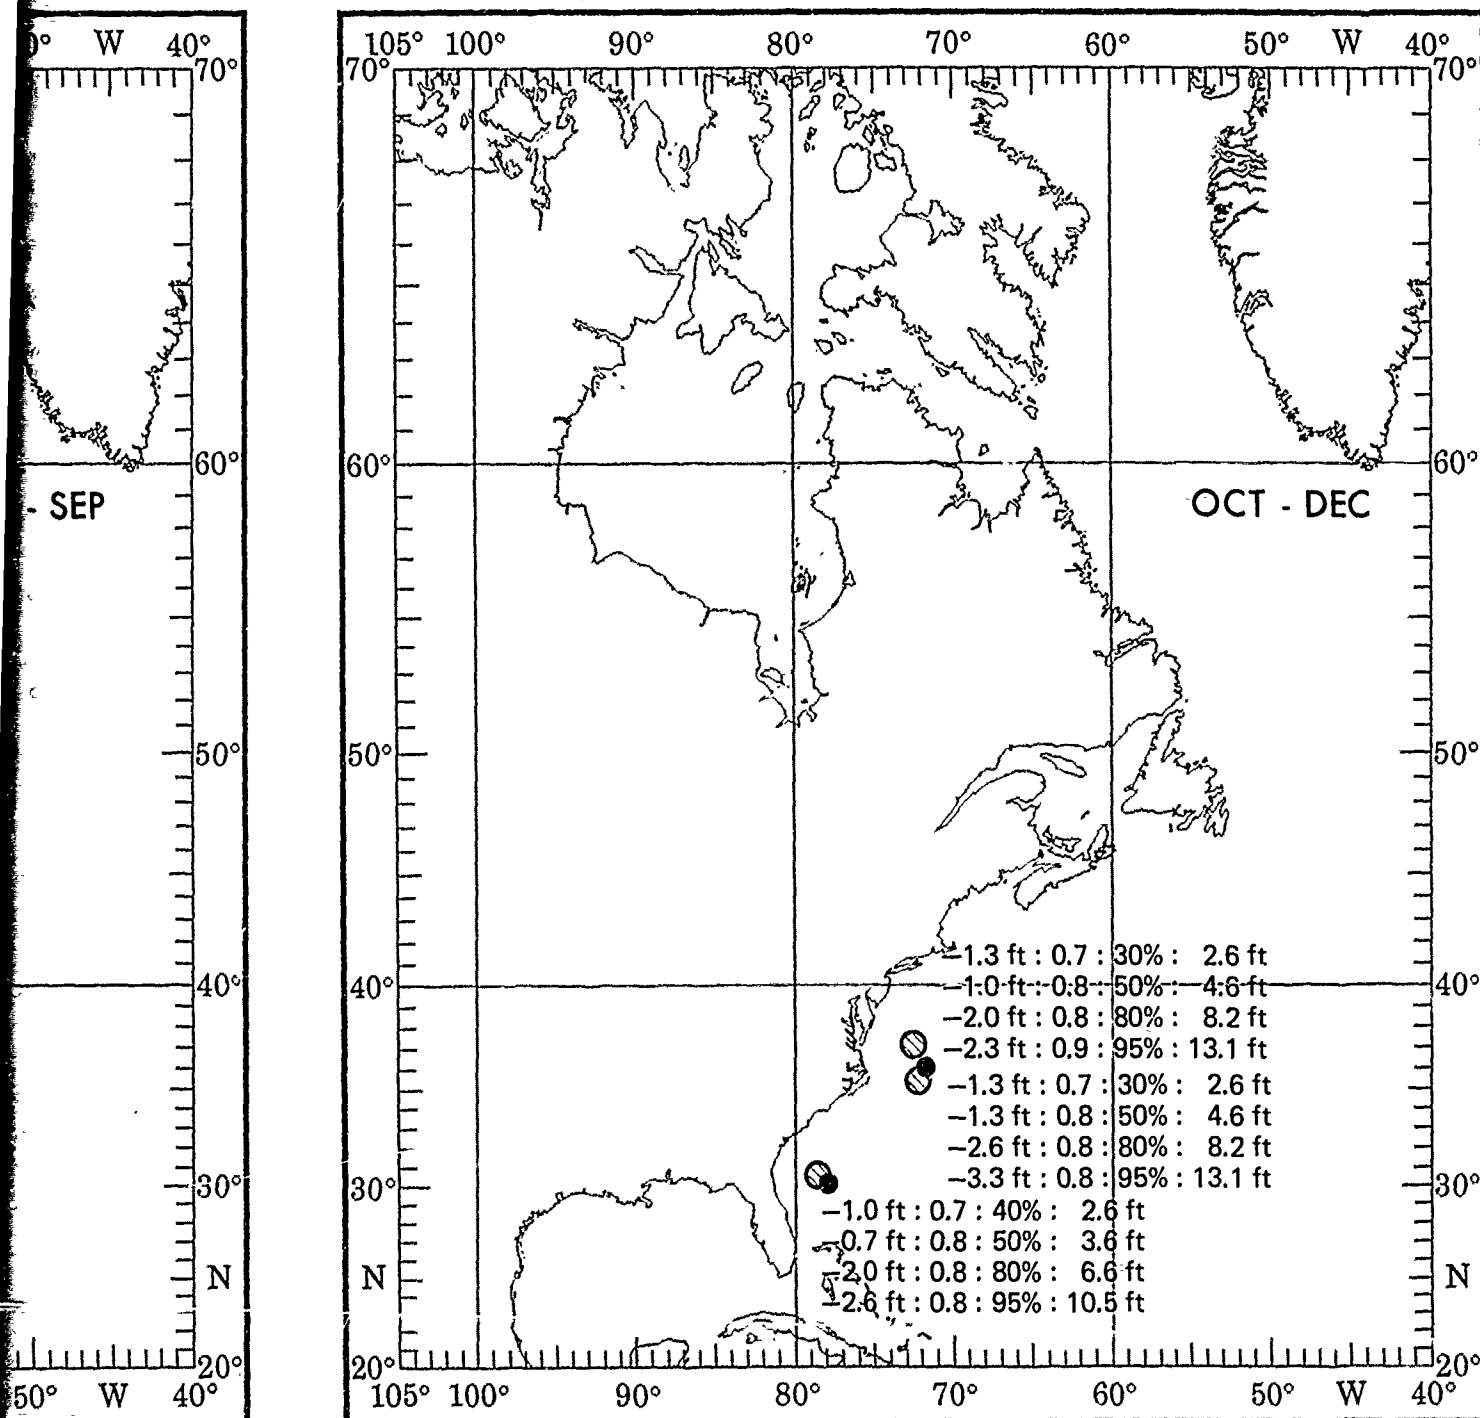 0° W 40°
70°
60°
- SEP
50°
40°
30°
N
20°
50° W 40°
105° 100° 90° 80° 70° 60° 50° W 40°
70° 70°
60° 60°
OCT - DEC
50° 50°
–1.3 ft : 0.7 : 30% : 2.6 ft
40° –1.0 ft : 0.8 : 50% : 4.6 ft 40°
–2.0 ft : 0.8 : 80% : 8.2 ft
–2.3 ft : 0.9 : 95% : 13.1 ft
–1.3 ft : 0.7 : 30% : 2.6 ft
–1.3 ft : 0.8 : 50% : 4.6 ft
–2.6 ft : 0.8 : 80% : 8.2 ft
30° –3.3 ft : 0.8 : 95% : 13.1 ft 30°
–1.0 ft : 0.7 : 40% : 2.6 ft
–0.7 ft : 0.8 : 50% : 3.6 ft
N –2.0 ft : 0.8 : 80% : 6.6 ft N
–2.6 ft : 0.8 : 95% : 10.5 ft
20° 20°
105° 100° 90° 80° 70° 60° 50° W 40°